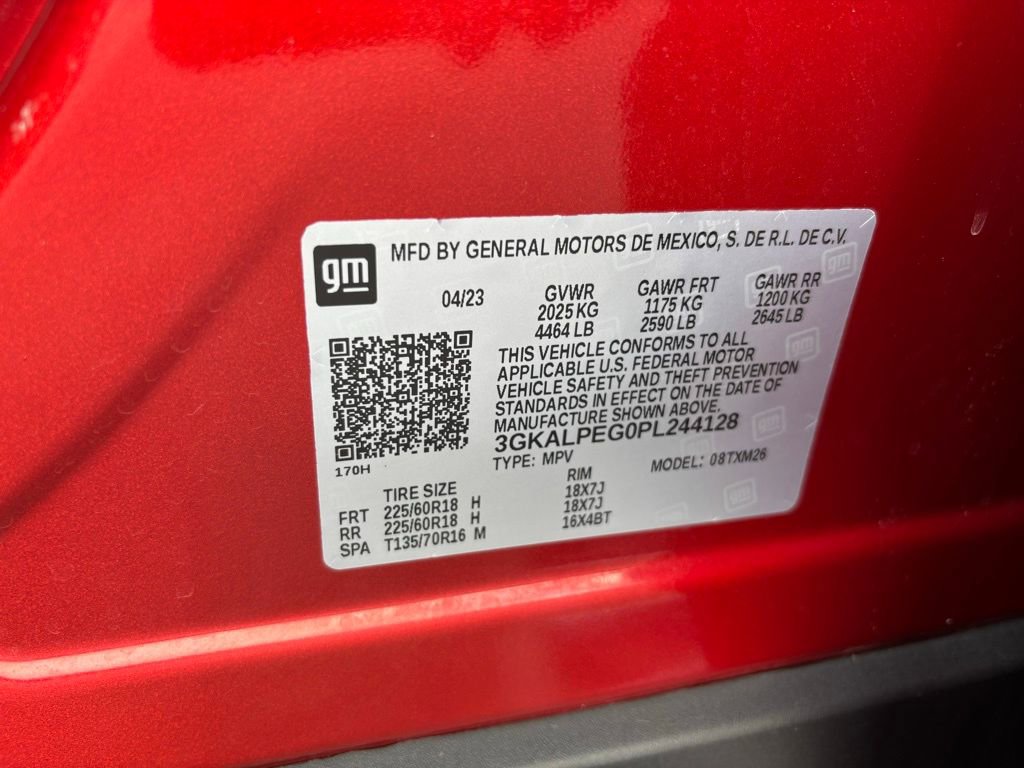 gm
MFD BY GENERAL MOTORS DE MEXICO, S. DE R.L. DE C.V.
04/23
GVWR
2025 KG
4464 LB
GAWR FRT
1175 KG
2590 LB
GAWR RR
1200 KG
2645 LB
THIS VEHICLE CONFORMS TO ALL
APPLICABLE U.S. FEDERAL MOTOR
VEHICLE SAFETY AND THEFT PREVENTION
STANDARDS IN EFFECT ON THE DATE OF
MANUFACTURE SHOWN ABOVE.
3GKALPEG0PL244128
TYPE: MPV
MODEL: 08TXM26
170H
TIRE SIZE RIM
FRT 225/60R18 H 18X7J
RR 225/60R18 H 18X7J
SPA T135/70R16 M 16X4BT